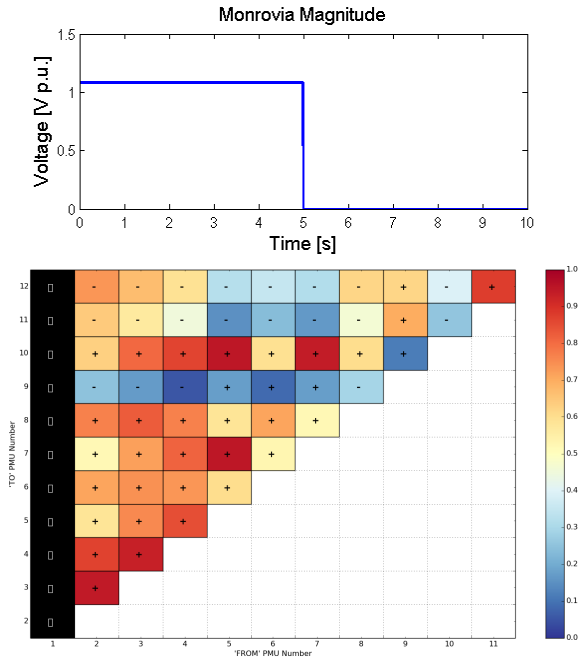 Monrovia Magnitude
1.5
1
0.5
0
Voltage [V p.u.]
0 1 2 3 4 5 6 7 8 9 10
Time [s]
12 - - - - - - - - + - +
11 - - - - - - - - + -
10 + + + + + + + + +
9 - - - + + + -
8 + + + + + +
7 + + + + +
6 + + + +
5 + + +
4 + +
3 +
2
'TO' PMU Number
1 2 3 4 5 6 7 8 9 10 11
'FROM' PMU Number
1.0
0.9
0.8
0.7
0.6
0.5
0.4
0.3
0.2
0.1
0.0